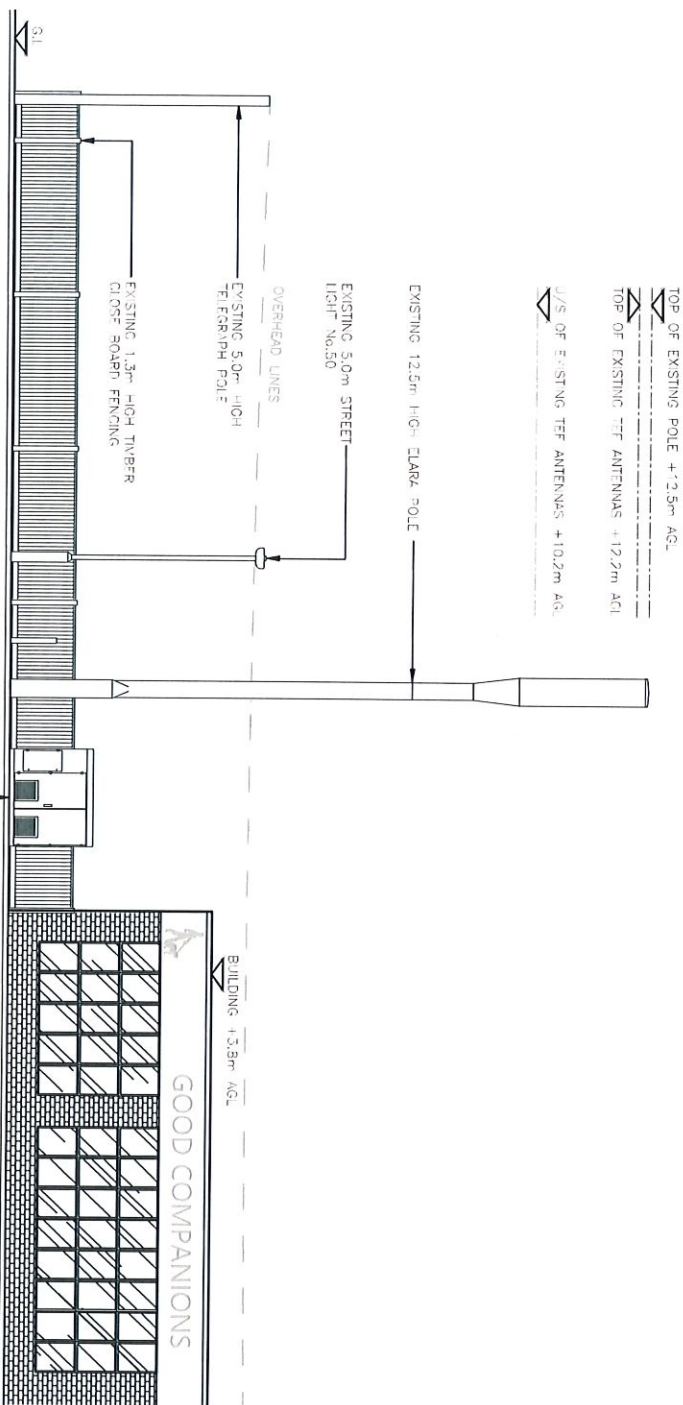 TOP OF EXISTING POLE +12.5m AGL
TOP OF EXISTING TEF ANTENNAS +12.2m AGL
U/S OF EXISTING TEF ANTENNAS +10.2m AGL
EXISTING 12.5m HIGH ELARA POLE
EXISTING 5.0m STREET
LIGHT No.50
OVERHEAD LINES
EXISTING 5.0m HIGH
TELEGRAPH POLE
EXISTING 1.3m HIGH TIMBER
CLOSE BOARD FENCING
G.L
BUILDING +3.8m AGL
GOOD COMPANIONS